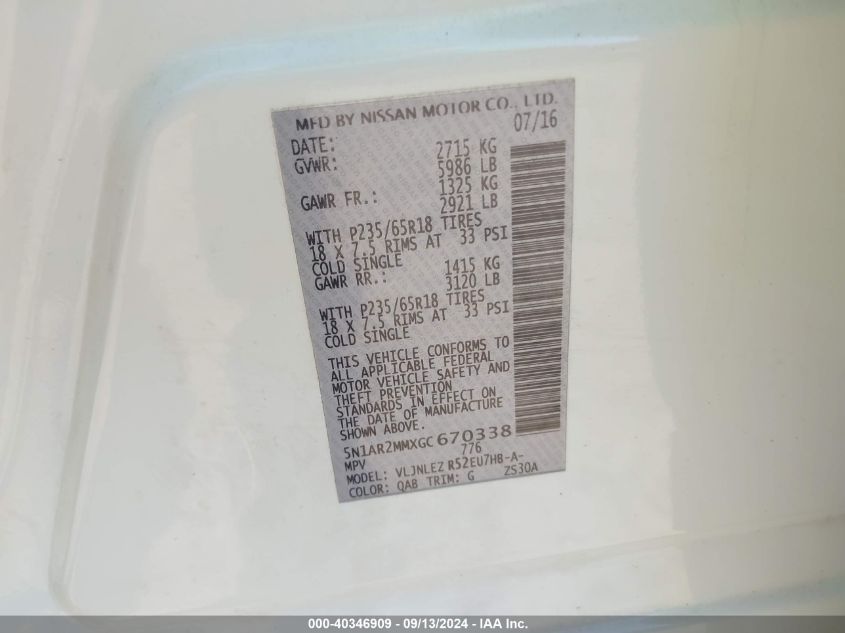 MFD BY NISSAN MOTOR CO., LTD.
DATE: 07/16
GVWR: 2715 KG
5986 LB
GAWR FR.: 1325 KG
2921 LB
WITH P235/65R18 TIRES
18 X 7.5 RIMS AT 33 PSI
COLD SINGLE
GAWR RR.: 1415 KG
3120 LB
WITH P235/65R18 TIRES
18 X 7.5 RIMS AT 33 PSI
COLD SINGLE
THIS VEHICLE CONFORMS TO
ALL APPLICABLE FEDERAL
MOTOR VEHICLE SAFETY AND
THEFT PREVENTION
STANDARDS IN EFFECT ON
THE DATE OF MANUFACTURE
SHOWN ABOVE.
5N1AR2MMXGC670338
MPV 776
MODEL: VLJNLEZ R52EU7HB-A-
COLOR: QAB TRIM: G ZS30A
000-40346909 - 09/13/2024 - IAA Inc.